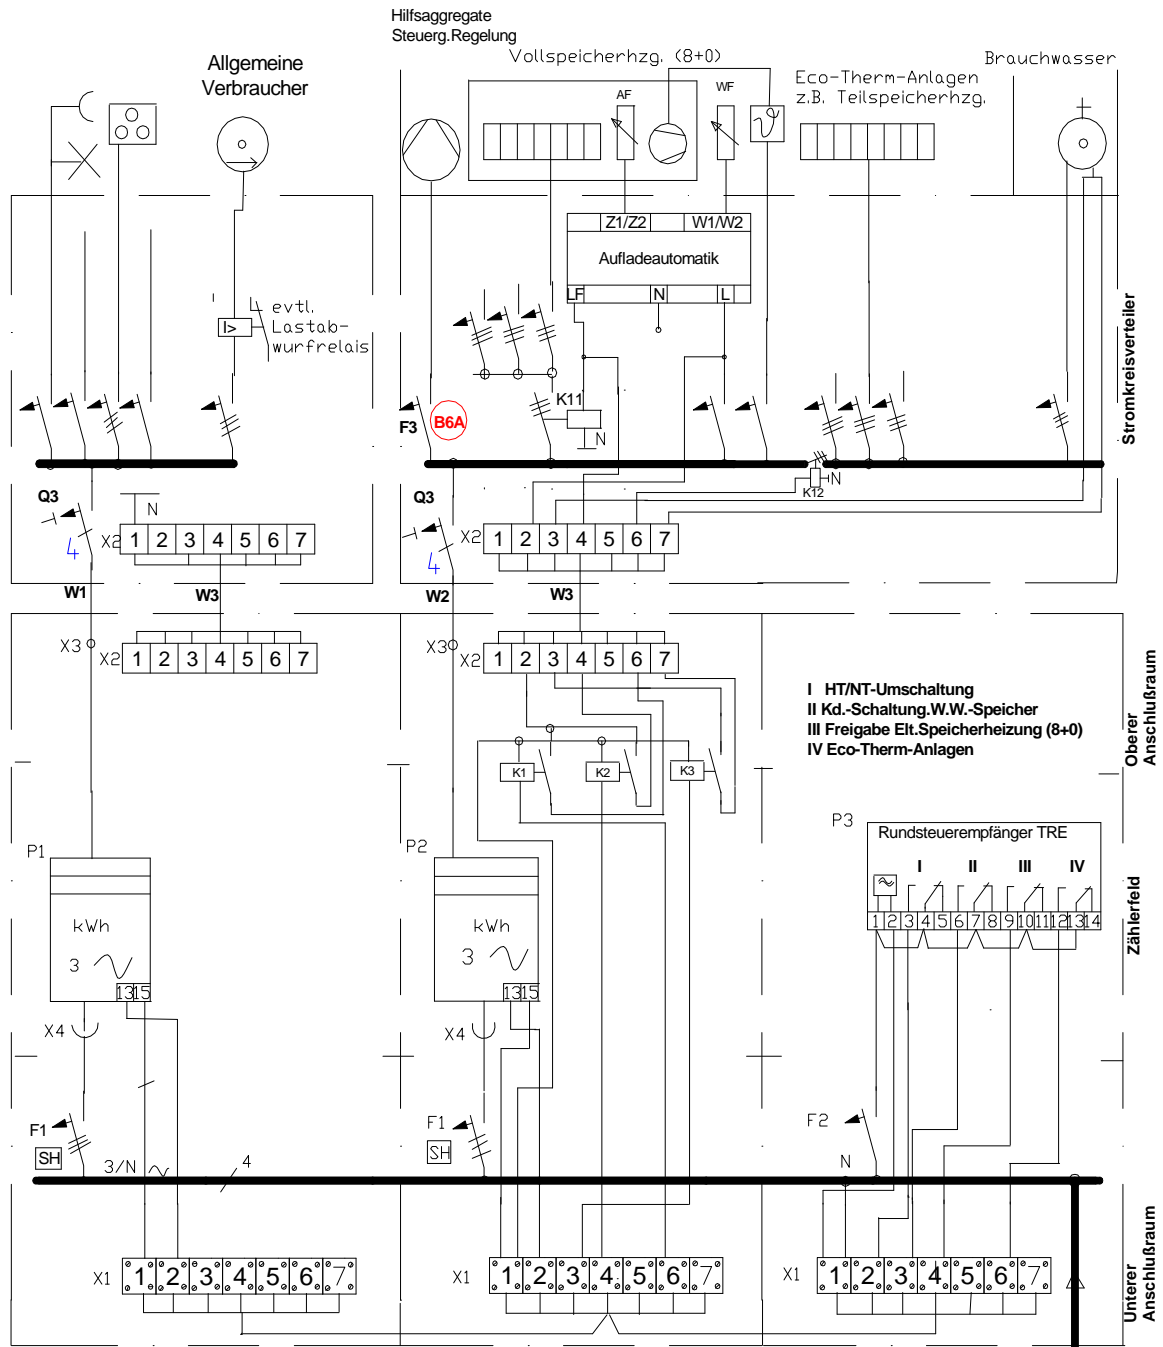 Hilfsaggregate
Steuerg.Regelung
Allgemeine
Verbraucher
Vollspeicherhzg. (8+0)
Eco-Therm-Anlagen
z.B. Teilspeicherhzg.
Brauchwasser
AF
WF
ϑ
Z1/Z2
W1/W2
Aufladeautomatik
LF
N
L
I>
evtl.
Lastab-
wurfrelais
Stromkreisverteiler
F3
B6A
K11
N
K12
N
Q3
4
N
X2
1 2 3 4 5 6 7
Q3
4
X2
1 2 3 4 5 6 7
W1
W3
W2
W3
X3
X2
1 2 3 4 5 6 7
X3
X2
1 2 3 4 5 6 7
I HT/NT-Umschaltung
II Kd.-Schaltung.W.W.-Speicher
III Freigabe Elt.Speicherheizung (8+0)
IV Eco-Therm-Anlagen
Oberer
Anschlußraum
K1
K2
K3
P1
kWh
3
13 15
X4
P2
kWh
3
13 15
X4
P3
Rundsteuerempfänger TRE
I II III IV
1 2 3 4 5 6 7 8 9 10 11 12 13 14
Zählerfeld
F1
SH
3/N
4
F1
SH
F2
N
X1
1 2 3 4 5 6 7
X1
1 2 3 4 5 6 7
X1
1 2 3 4 5 6 7
Unterer
Anschlußraum